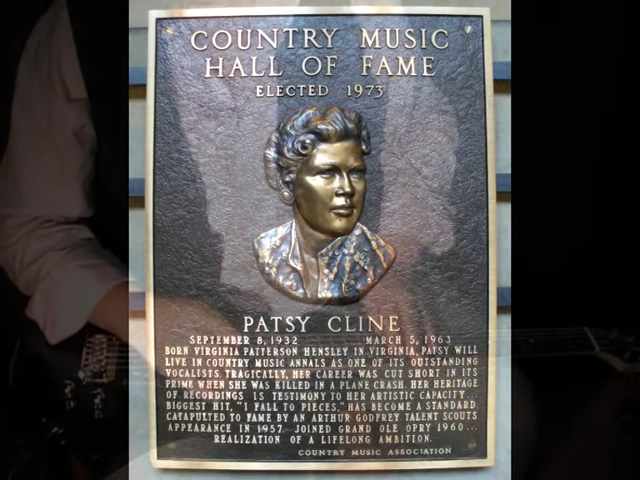 COUNTRY MUSIC
HALL OF FAME
ELECTED 1973
PATSY CLINE
SEPTEMBER 8, 1932 MARCH 5, 1963
BORN VIRGINIA PATTERSON HENSLEY IN VIRGINIA, PATSY WILL
LIVE IN COUNTRY MUSIC ANNALS AS ONE OF ITS OUTSTANDING
VOCALISTS. TRAGICALLY, HER CAREER WAS CUT SHORT IN ITS
PRIME WHEN SHE WAS KILLED IN A PLANE CRASH. HER HERITAGE
OF RECORDINGS IS TESTIMONY TO HER ARTISTIC CAPACITY...
BIGGEST HIT, "I FALL TO PIECES," HAS BECOME A STANDARD.
CATAPULTED TO FAME BY AN ARTHUR GODFREY TALENT SCOUTS
APPEARANCE IN 1957. JOINED GRAND OLE OPRY 1960...
REALIZATION OF A LIFELONG AMBITION.
COUNTRY MUSIC ASSOCIATION